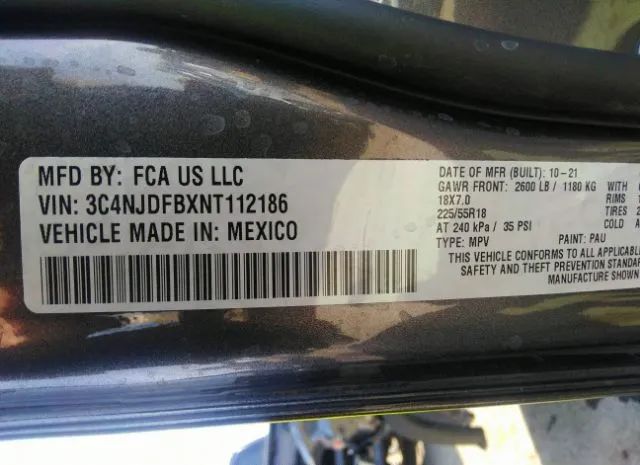 MFD BY: FCA US LLC
VIN: 3C4NJDFBXNT112186
VEHICLE MADE IN: MEXICO
DATE OF MFR (BUILT): 10-21
GAWR FRONT: 2600 LB / 1180 KG WITH
18X7.0 RIMS
225/55R18 TIRES
AT 240 kPa / 35 PSI COLD
TYPE: MPV PAINT: PAU
THIS VEHICLE CONFORMS TO ALL APPLICABLE
SAFETY AND THEFT PREVENTION STANDAR
MANUFACTURE SHOWN